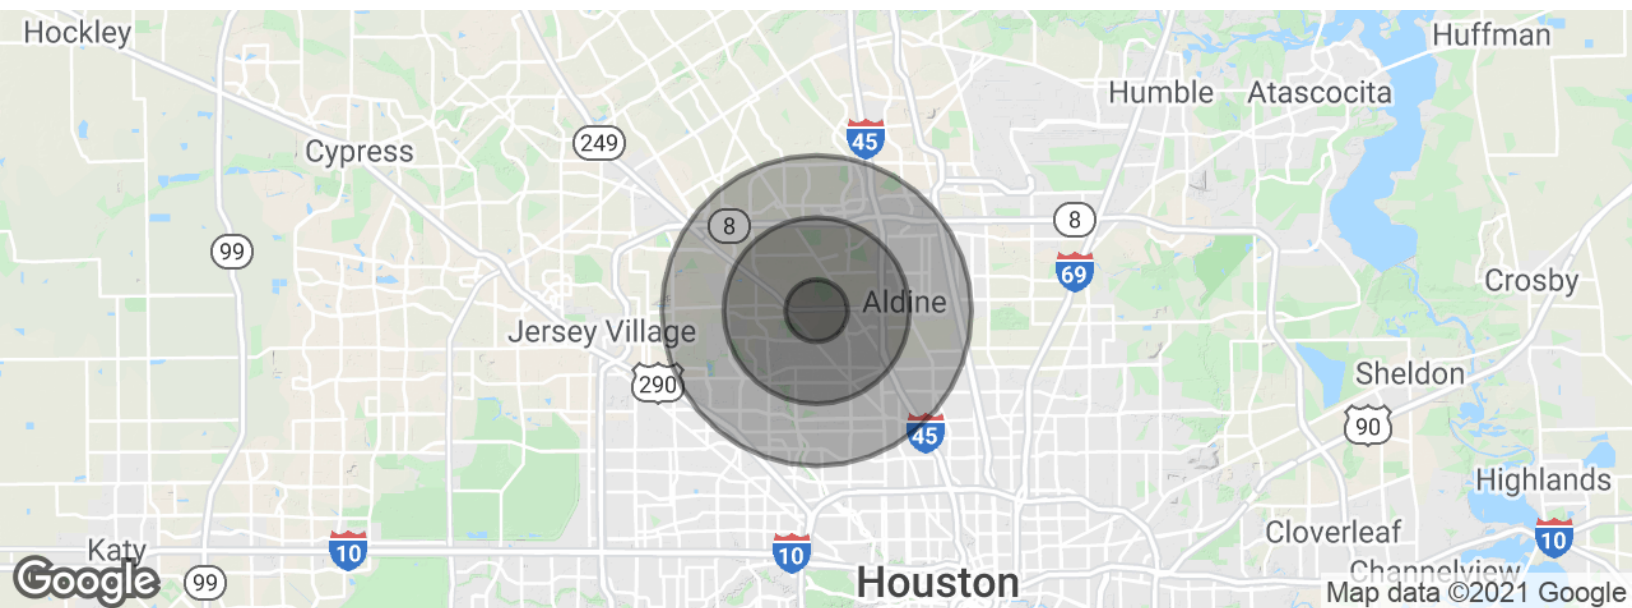 Hockley
Huffman
Humble
Atascocita
45
249
Cypress
8
8
99
69
Crosby
Aldine
Jersey Village
290
Sheldon
45
90
Highlands
Cloverleaf
10
10
10
Katy
Channelview
Google
99
Houston
Map data ©2021 Google